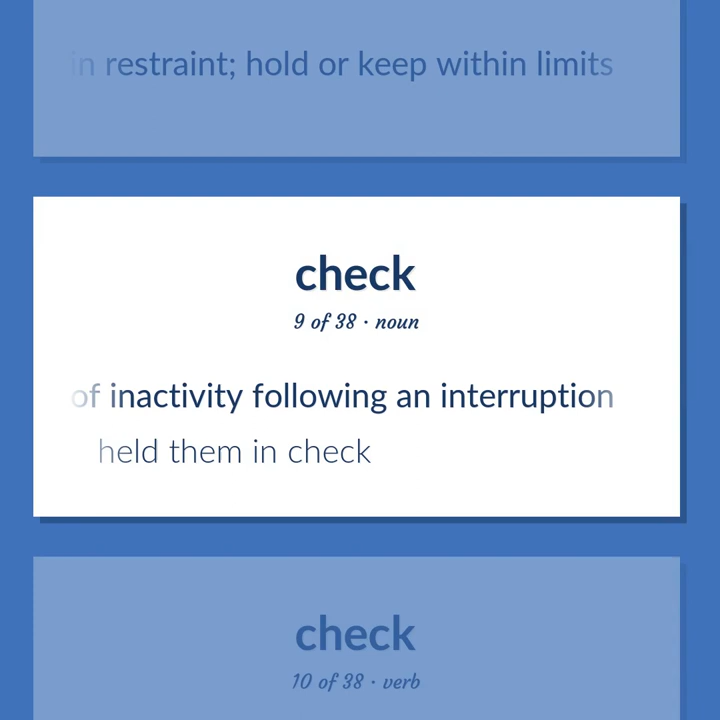 in restraint; hold or keep within limits
check
9 of 38 · noun
of inactivity following an interruption
held them in check
check
10 of 38 · verb